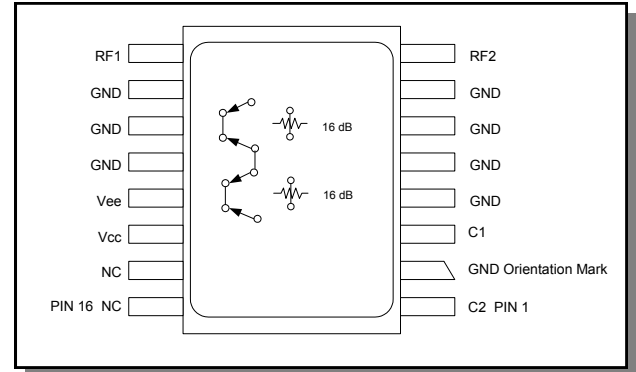 RF1
RF2
GND
GND
GND
GND
16 dB
GND
GND
Vee
16 dB
GND
Vcc
C1
NC
GND Orientation Mark
PIN 16 NC
C2 PIN 1